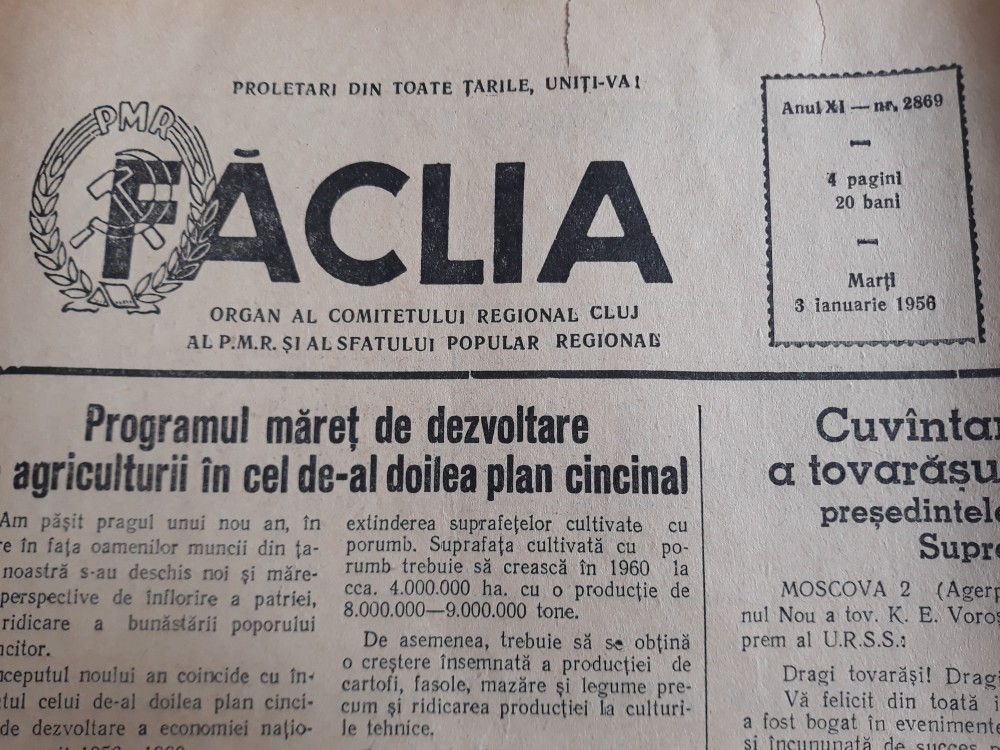 PROLETARI DIN TOATE ȚARILE, UNIȚI-VA!
PMR
FĂCLIA
ORGAN AL COMITETULUI REGIONAL CLUJ
AL P.M.R. ȘI AL SFATULUI POPULAR REGIONAL
Anul XI — nr. 2869
4 pagini
20 bani
Marți
3 ianuarie 1956
Programul măreț de dezvoltare
agriculturii în cel de-al doilea plan cincinal
Am pășit pragul unui nou an, în
re în fața oamenilor muncii din ța-
noastră s-au deschis noi și măre-
perspective de înflorire a patriei,
ridicare a bunăstării poporului
ncitor.
nceputul noului an coincide cu în-
tul celui de-al doilea plan cinci-
de dezvoltare a economiei națio-
extinderea suprafețelor cultivate cu
porumb. Suprafața cultivată cu po-
rumb trebuie să crească în 1960 la
cca. 4.000.000 ha. cu o producție de
8.000.000—9.000.000 tone.
De asemenea, trebuie să se obțină
o creștere însemnată a producției de
cartofi, fasole, mazăre și legume pre-
cum și ridicarea producției la culturi-
le tehnice.
Cuvîntar
a tovarășu
președintele
Supre
MOSCOVA 2 (Agerp
nul Nou a tov. K. E. Voroș
prem al U.R.S.S.:
Dragi tovarăși! Dragi
Vă felicit din toată i
a fost bogat în evenimente
și încununată de succes